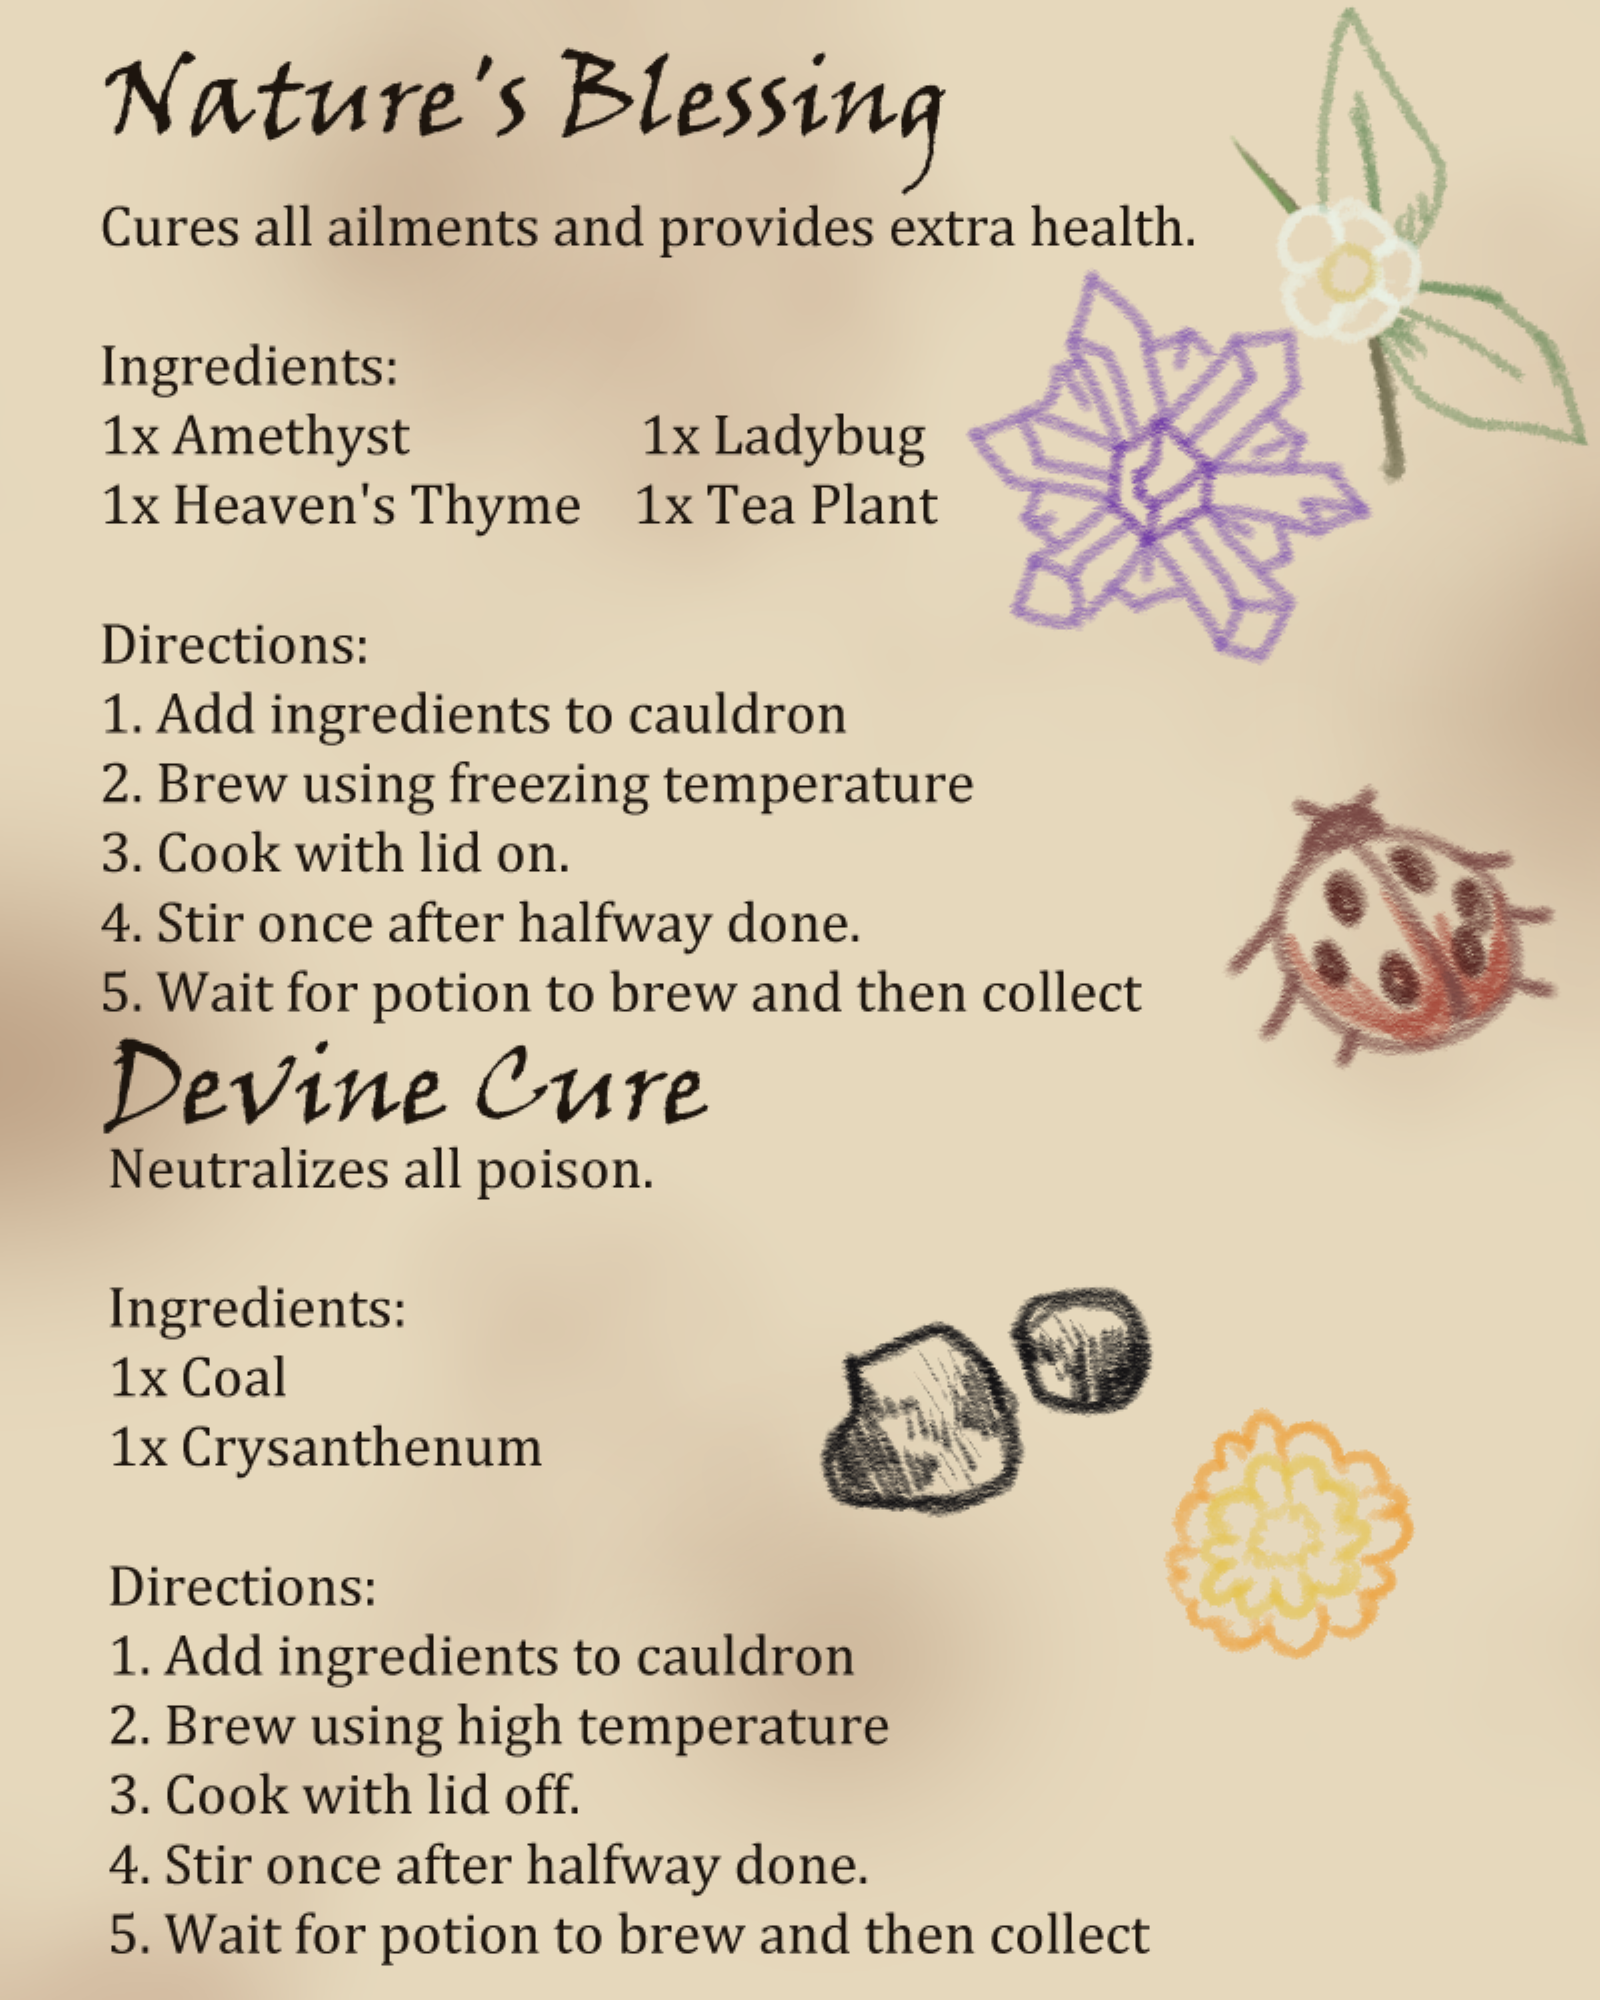 Nature's Blessing
Cures all ailments and provides extra health.
Ingredients:
1x Amethyst 1x Ladybug
1x Heaven's Thyme 1x Tea Plant
Directions:
1. Add ingredients to cauldron
2. Brew using freezing temperature
3. Cook with lid on.
4. Stir once after halfway done.
5. Wait for potion to brew and then collect
Devine Cure
Neutralizes all poison.
Ingredients:
1x Coal
1x Crysanthenum
Directions:
1. Add ingredients to cauldron
2. Brew using high temperature
3. Cook with lid off.
4. Stir once after halfway done.
5. Wait for potion to brew and then collect